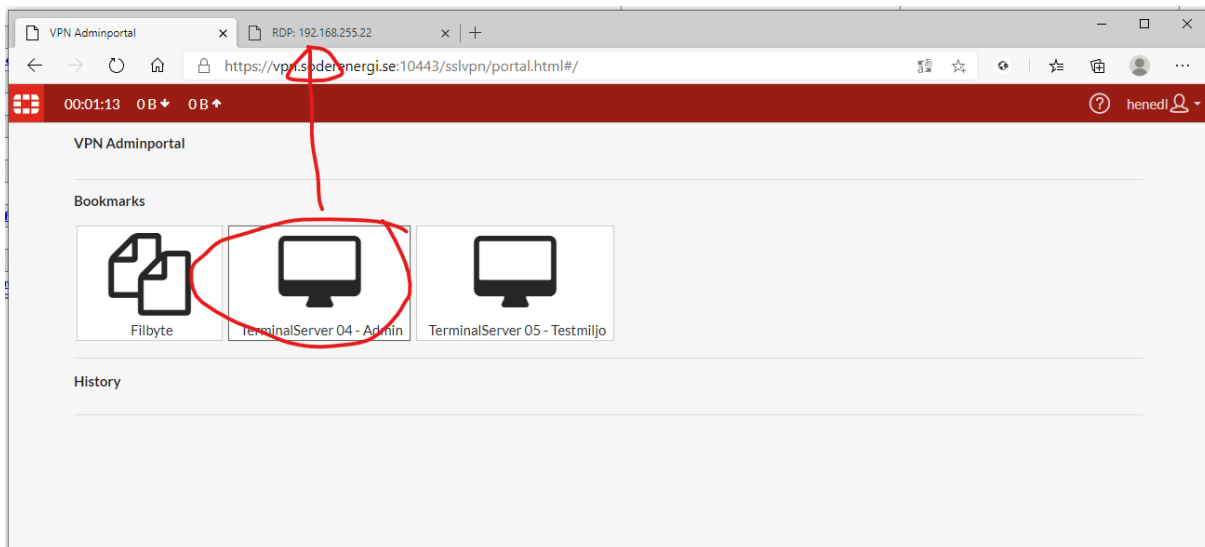 VPN Adminportal
RDP: 192.168.255.22
https://vpn.soderenergi.se:10443/sslvpn/portal.html#/
00:01:13 0 B 0 B
henedl
VPN Adminportal
Bookmarks
Filbyte
TerminalServer 04 - Admin
TerminalServer 05 - Testmiljo
History